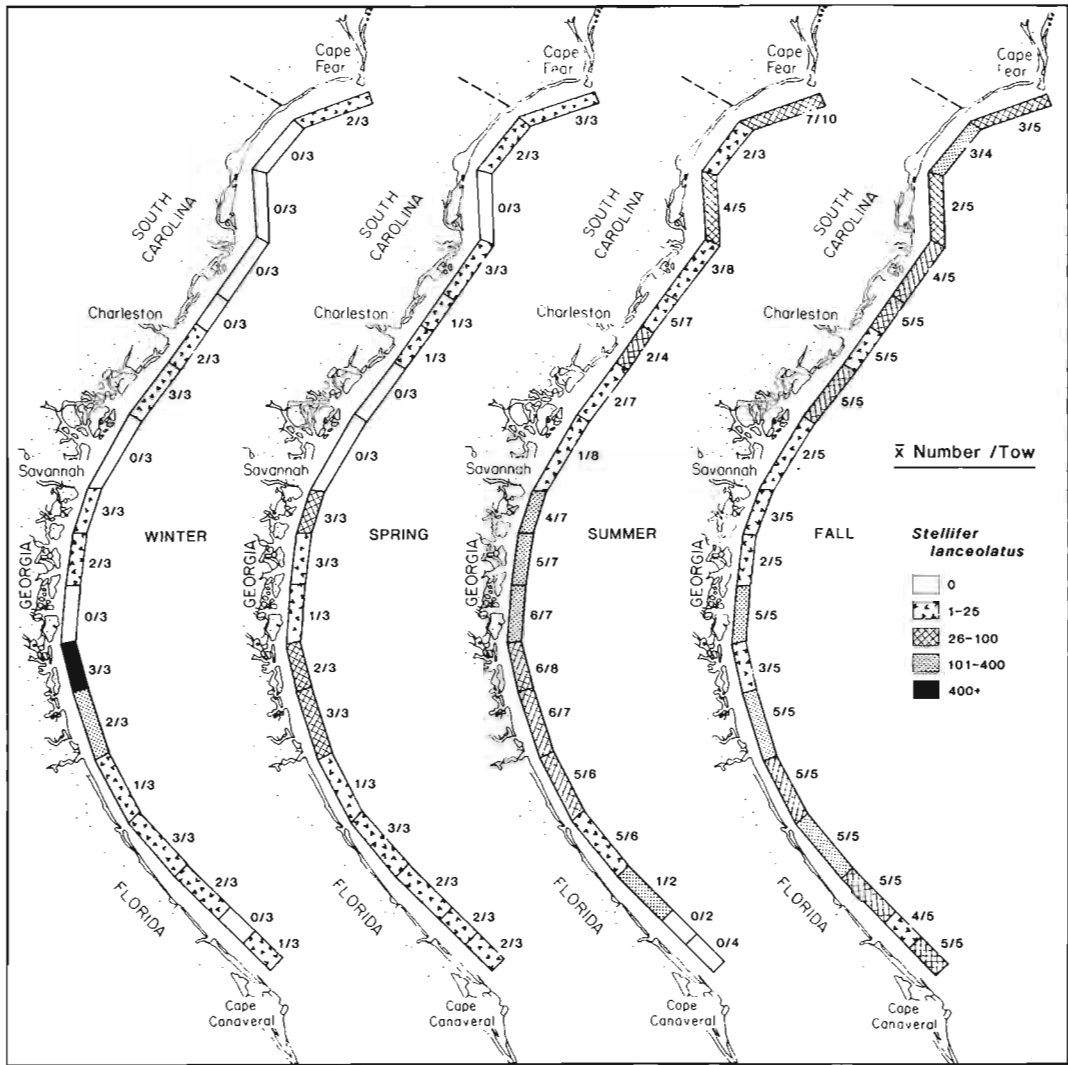 Cape
Fear
2/3
0/3
0/3
SOUTH
CAROLINA
0/3
0/3
Charleston
2/3
3/3
0/3
Savannah
3/3
WINTER
2/3
GEORGIA
0/3
3/3
2/3
1/3
3/3
2/3
FLORIDA
0/3
1/3
Cape
Canaveral
Cape
Fear
3/3
2/3
0/3
SOUTH
CAROLINA
3/3
1/3
Charleston
1/3
0/3
0/3
Savannah
3/3
SPRING
3/3
GEORGIA
1/3
2/3
3/3
1/3
3/3
2/3
FLORIDA
2/3
2/3
Cape
Canaveral
Cape
Fear
7/10
2/3
4/5
SOUTH
CAROLINA
3/8
5/7
Charleston
2/4
2/7
1/8
Savannah
4/7
SUMMER
5/7
GEORGIA
6/7
6/8
6/7
5/6
5/6
1/2
FLORIDA
0/2
0/4
Cape
Canaveral
Cape
Fear
3/5
3/4
2/5
SOUTH
CAROLINA
4/5
5/5
Charleston
5/5
5/5
2/5
Savannah
3/5
FALL
2/5
GEORGIA
5/5
3/5
5/5
5/5
5/5
5/5
FLORIDA
4/5
5/5
Cape
Canaveral
x̄ Number /Tow
Stellifer
lanceolatus
0
1-25
26-100
101-400
400+